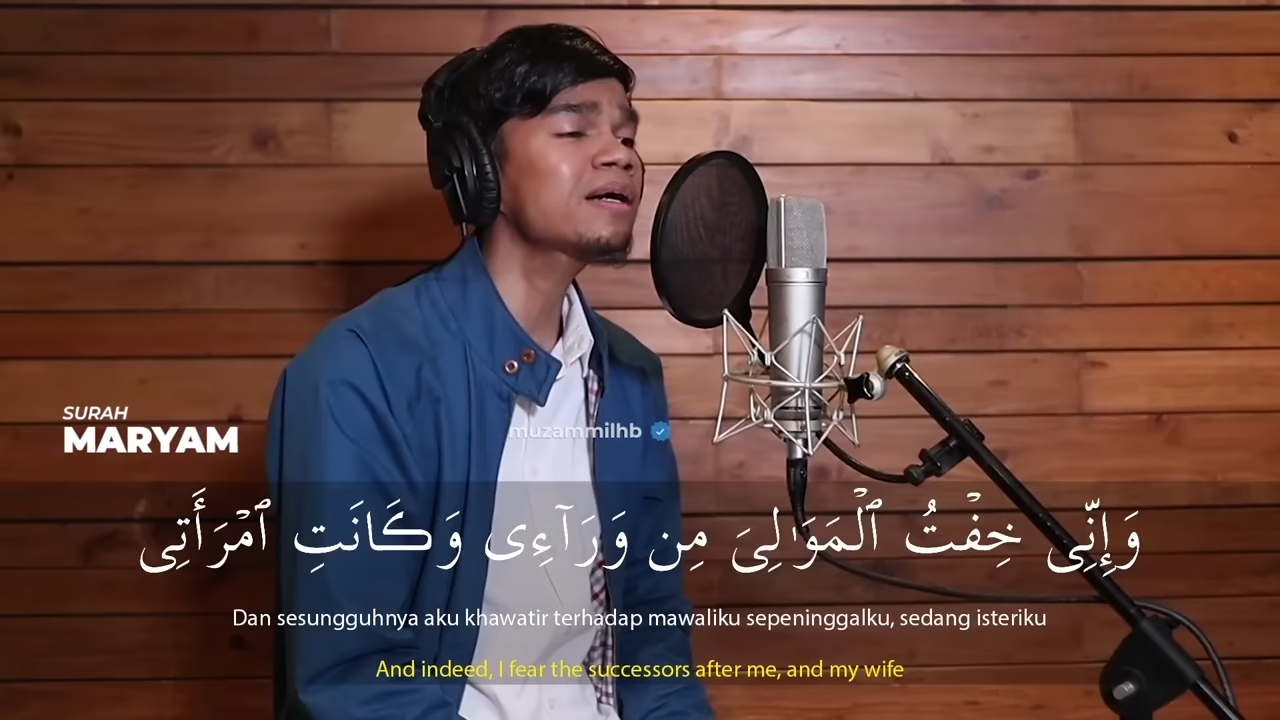 SURAH
MARYAM
muzammilhb
وَإِنِّى خِفْتُ ٱلْمَوَٰلِىَ مِن وَرَآءِى وَكَانَتِ ٱمْرَأَتِى
Dan sesungguhnya aku khawatir terhadap mawaliku sepeninggalku, sedang isteriku
And indeed, I fear the successors after me, and my wife